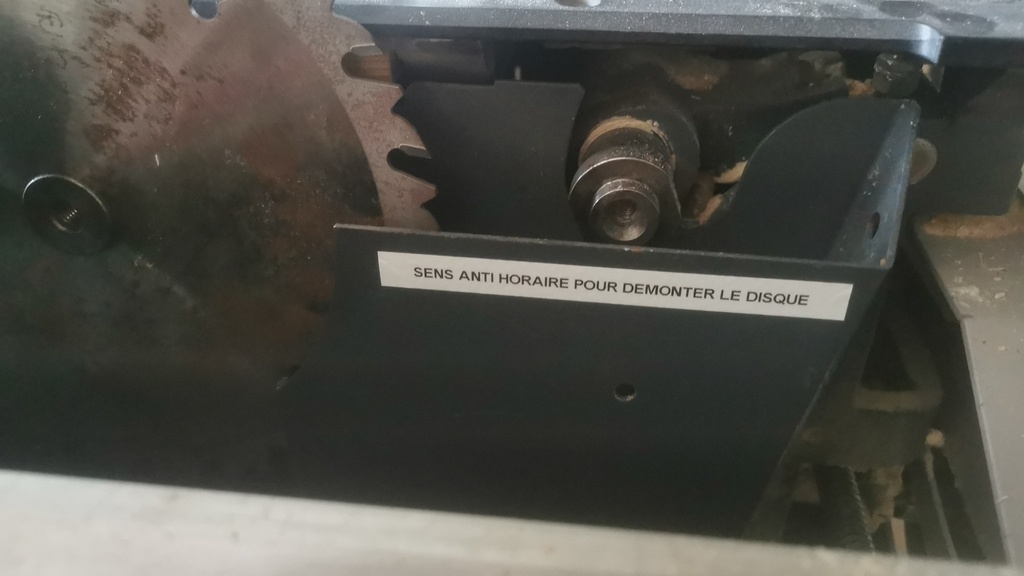 SENS ANTI HORAIRE POUR DEMONTER LE DISQUE